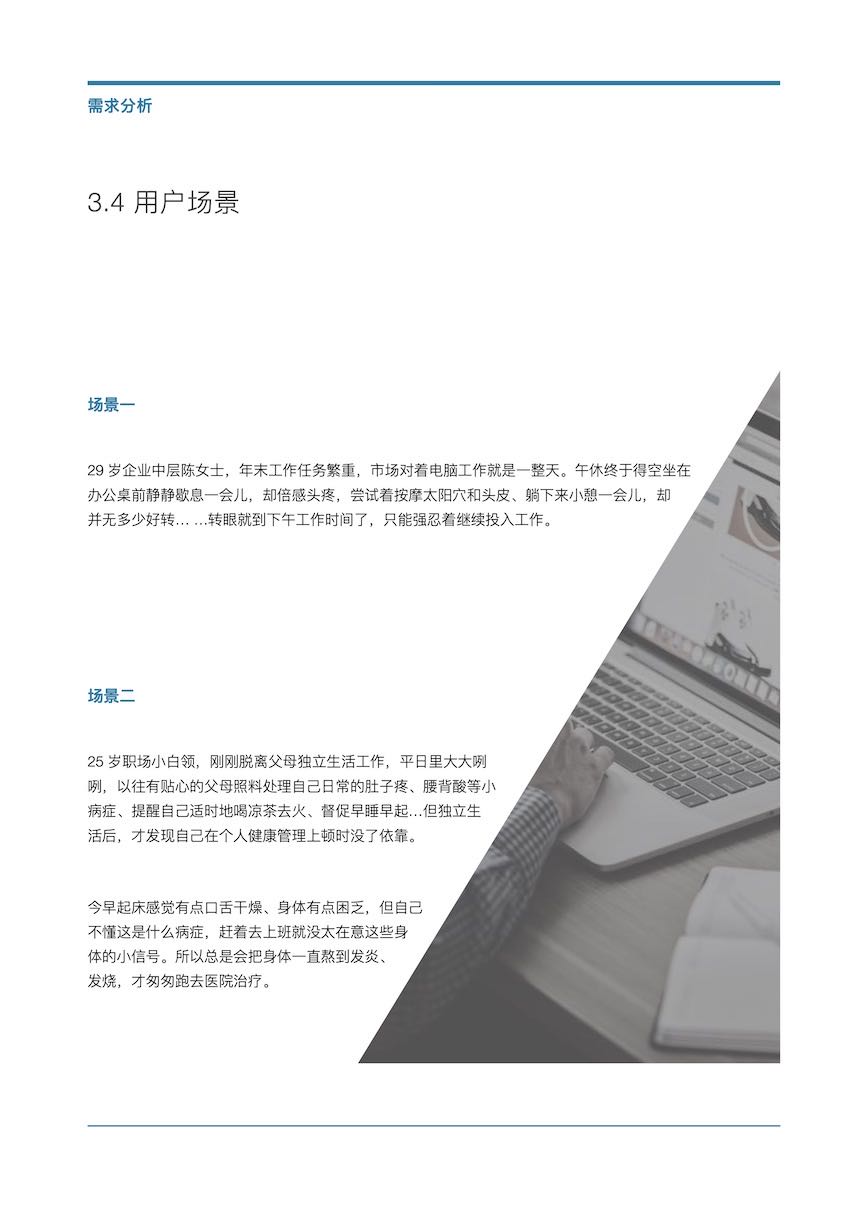 需求分析
3.4 用户场景
场景一
29 岁企业中层陈女士，年末工作任务繁重，市场对着电脑工作就是一整天。午休终于得空坐在
办公桌前静静歇息一会儿，却倍感头疼，尝试着按摩太阳穴和头皮、躺下来小憩一会儿，却
并无多少好转… …转眼就到下午工作时间了，只能强忍着继续投入工作。
场景二
25 岁职场小白领，刚刚脱离父母独立生活工作，平日里大大咧
咧，以往有贴心的父母照料处理自己日常的肚子疼、腰背酸等小
病症、提醒自己适时地喝凉茶去火、督促早睡早起…但独立生
活后，才发现自己在个人健康管理上顿时没了依靠。
今早起床感觉有点口舌干燥、身体有点困乏，但自己
不懂这是什么病症，赶着去上班就没太在意这些身
体的小信号。所以总是会把身体一直熬到发炎、
发烧，才匆匆跑去医院治疗。